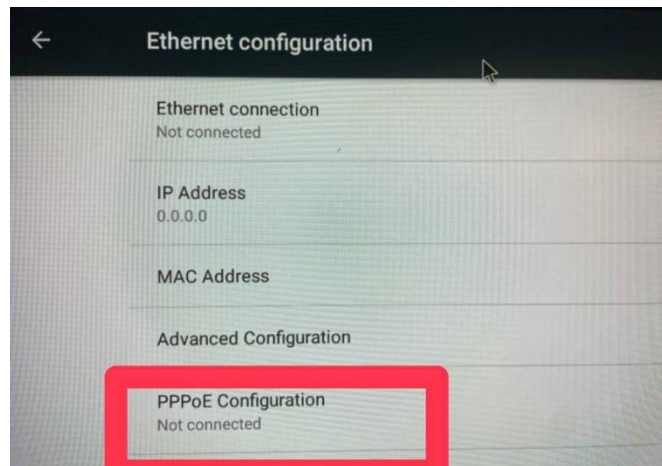 Ethernet configuration
Ethernet connection
Not connected
IP Address
0.0.0.0
MAC Address
Advanced Configuration
PPPoE Configuration
Not connected